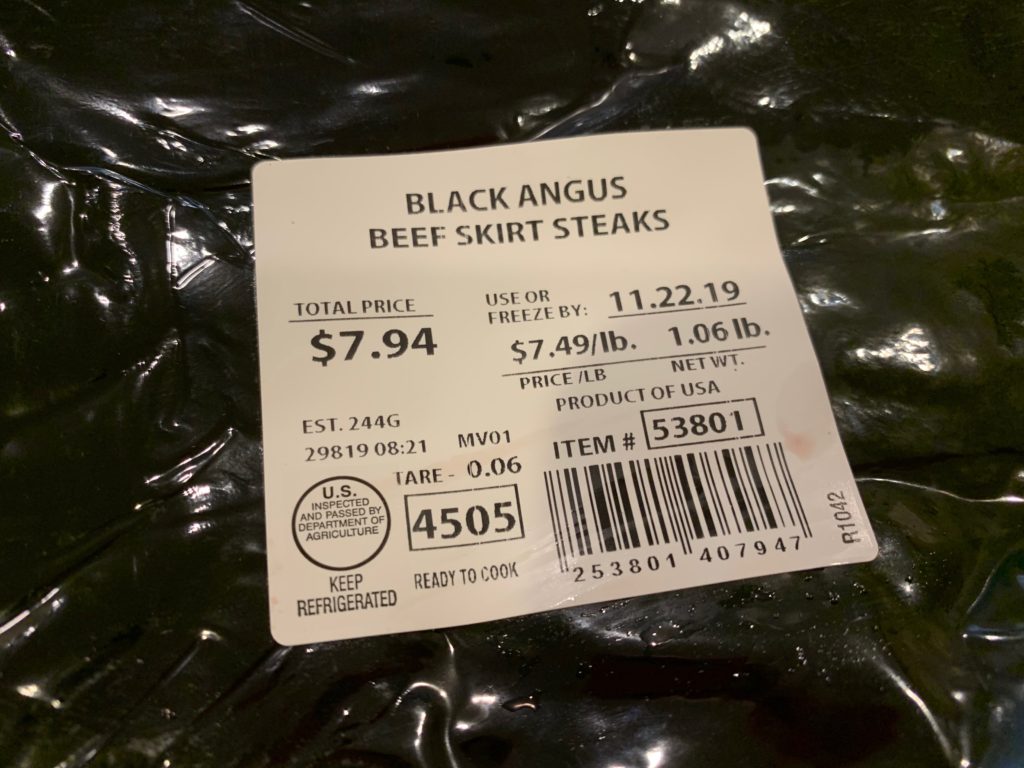 BLACK ANGUS
BEEF SKIRT STEAKS
TOTAL PRICE
$7.94
USE OR
FREEZE BY:
11.22.19
$7.49/lb.
1.06 lb.
PRICE /LB
NET WT.
PRODUCT OF USA
EST. 244G
29819 08:21
MV01
ITEM # 53801
TARE - 0.06
4505
U.S.
INSPECTED
AND PASSED BY
DEPARTMENT OF
AGRICULTURE
KEEP
REFRIGERATED
READY TO COOK
253801 407947
R1042